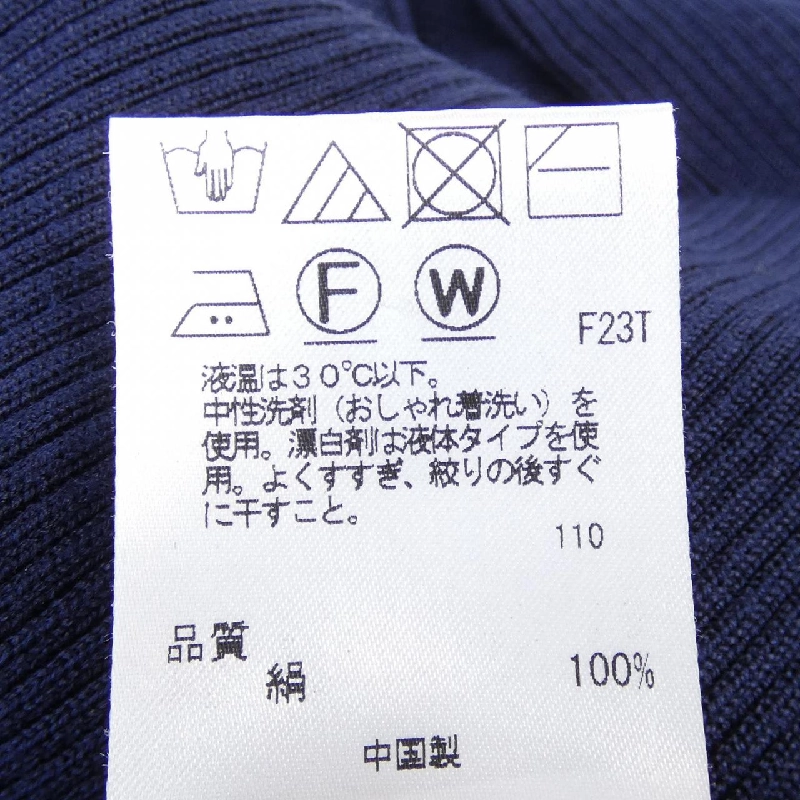 F W F23T
液温は30℃以下。
中性洗剤（おしゃれ着洗い）を
使用。漂白剤は液体タイプを使
用。よくすすぎ、絞りの後すぐ
に干すこと。
110
品質
絹 100%
中国製